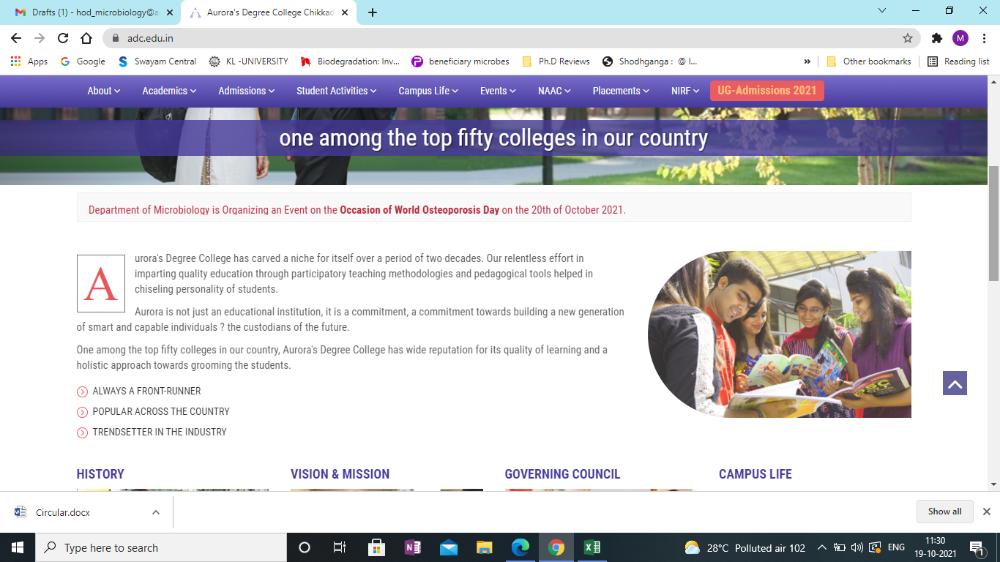 Drafts (1) - hod_microbiology@a
Aurora's Degree College Chikkad
adc.edu.in
Apps
Google
Swayam Central
KL -UNIVERSITY
Biodegradation: Inv...
beneficiary microbes
Ph.D Reviews
Shodhganga : @ I...
»
Other bookmarks
Reading list
M
About
Academics
Admissions
Student Activities
Campus Life
Events
NAAC
Placements
NIRF
UG-Admissions 2021
one among the top fifty colleges in our country
Department of Microbiology is Organizing an Event on the Occasion of World Osteoporosis Day on the 20th of October 2021.
A
urora's Degree College has carved a niche for itself over a period of two decades. Our relentless effort in
imparting quality education through participatory teaching methodologies and pedagogical tools helped in
chiseling personality of students.
Aurora is not just an educational institution, it is a commitment, a commitment towards building a new generation
of smart and capable individuals ? the custodians of the future.
One among the top fifty colleges in our country, Aurora's Degree College has wide reputation for its quality of learning and a
holistic approach towards grooming the students.
ALWAYS A FRONT-RUNNER
POPULAR ACROSS THE COUNTRY
TRENDSETTER IN THE INDUSTRY
HISTORY
VISION & MISSION
GOVERNING COUNCIL
CAMPUS LIFE
Circular.docx
Show all
Type here to search
28°C Polluted air 102
ENG
11:30
19-10-2021
1